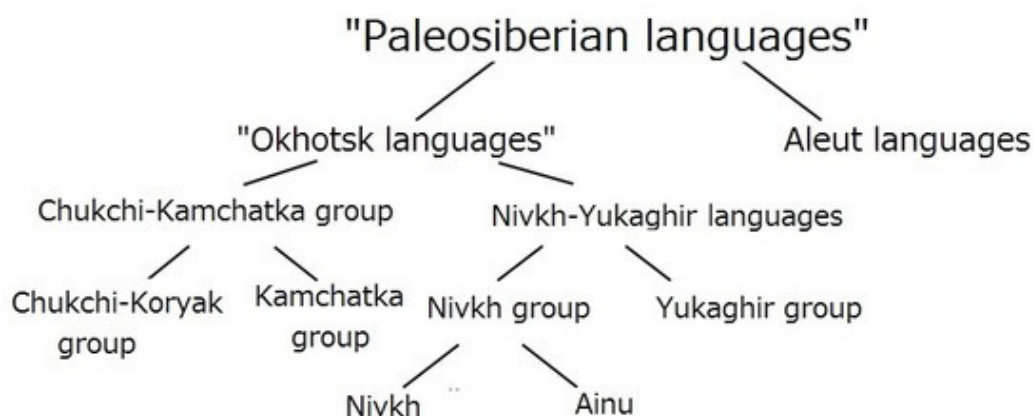 "Paleosiberian languages"
"Okhotsk languages"
Aleut languages
Chukchi-Kamchatka group
Nivkh-Yukaghir languages
Chukchi-Koryak
group
Kamchatka
group
Nivkh group
Yukaghir group
Nivkh
Ainu